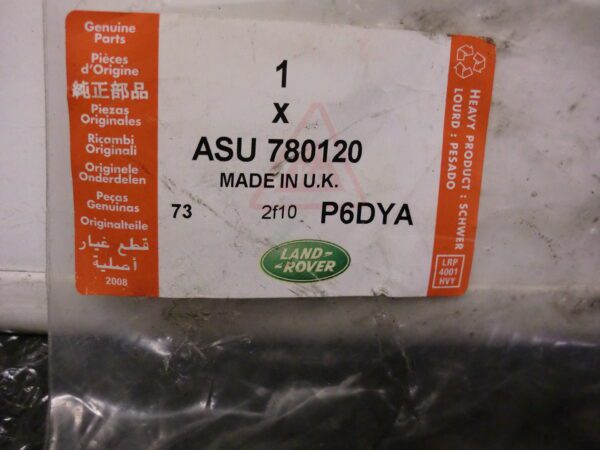 Genuine
Parts
Pièces
d'Origine
純正部品
Piezas
Originales
Ricambi
Originali
Originele
Onderdelen
Peças
Genuinas
Originalteile
قطع غيار
أصلية
2008
1
X
ASU 780120
MADE IN U.K.
73 2f10 P6DYA
LAND-
-ROVER
HEAVY PRODUCT : SCHWER
LOURD : PESADO
LRP
4001
HVY